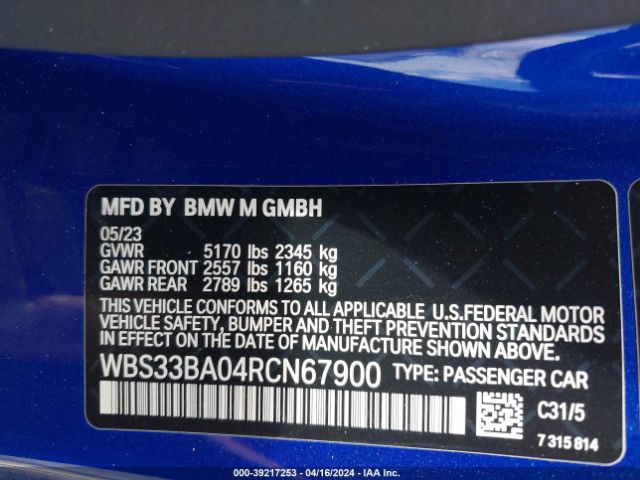 MFD BY BMW M GMBH
05/23
GVWR 5170 lbs 2345 kg
GAWR FRONT 2557 lbs 1160 kg
GAWR REAR 2789 lbs 1265 kg
THIS VEHICLE CONFORMS TO ALL APPLICABLE U.S.FEDERAL MOTOR
VEHICLE SAFETY, BUMPER AND THEFT PREVENTION STANDARDS
IN EFFECT ON THE DATE OF MANUFACTURE SHOWN ABOVE.
WBS33BA04RCN67900 TYPE: PASSENGER CAR
C31/5
7 315 814
000-39217253 - 04/16/2024 - IAA Inc.